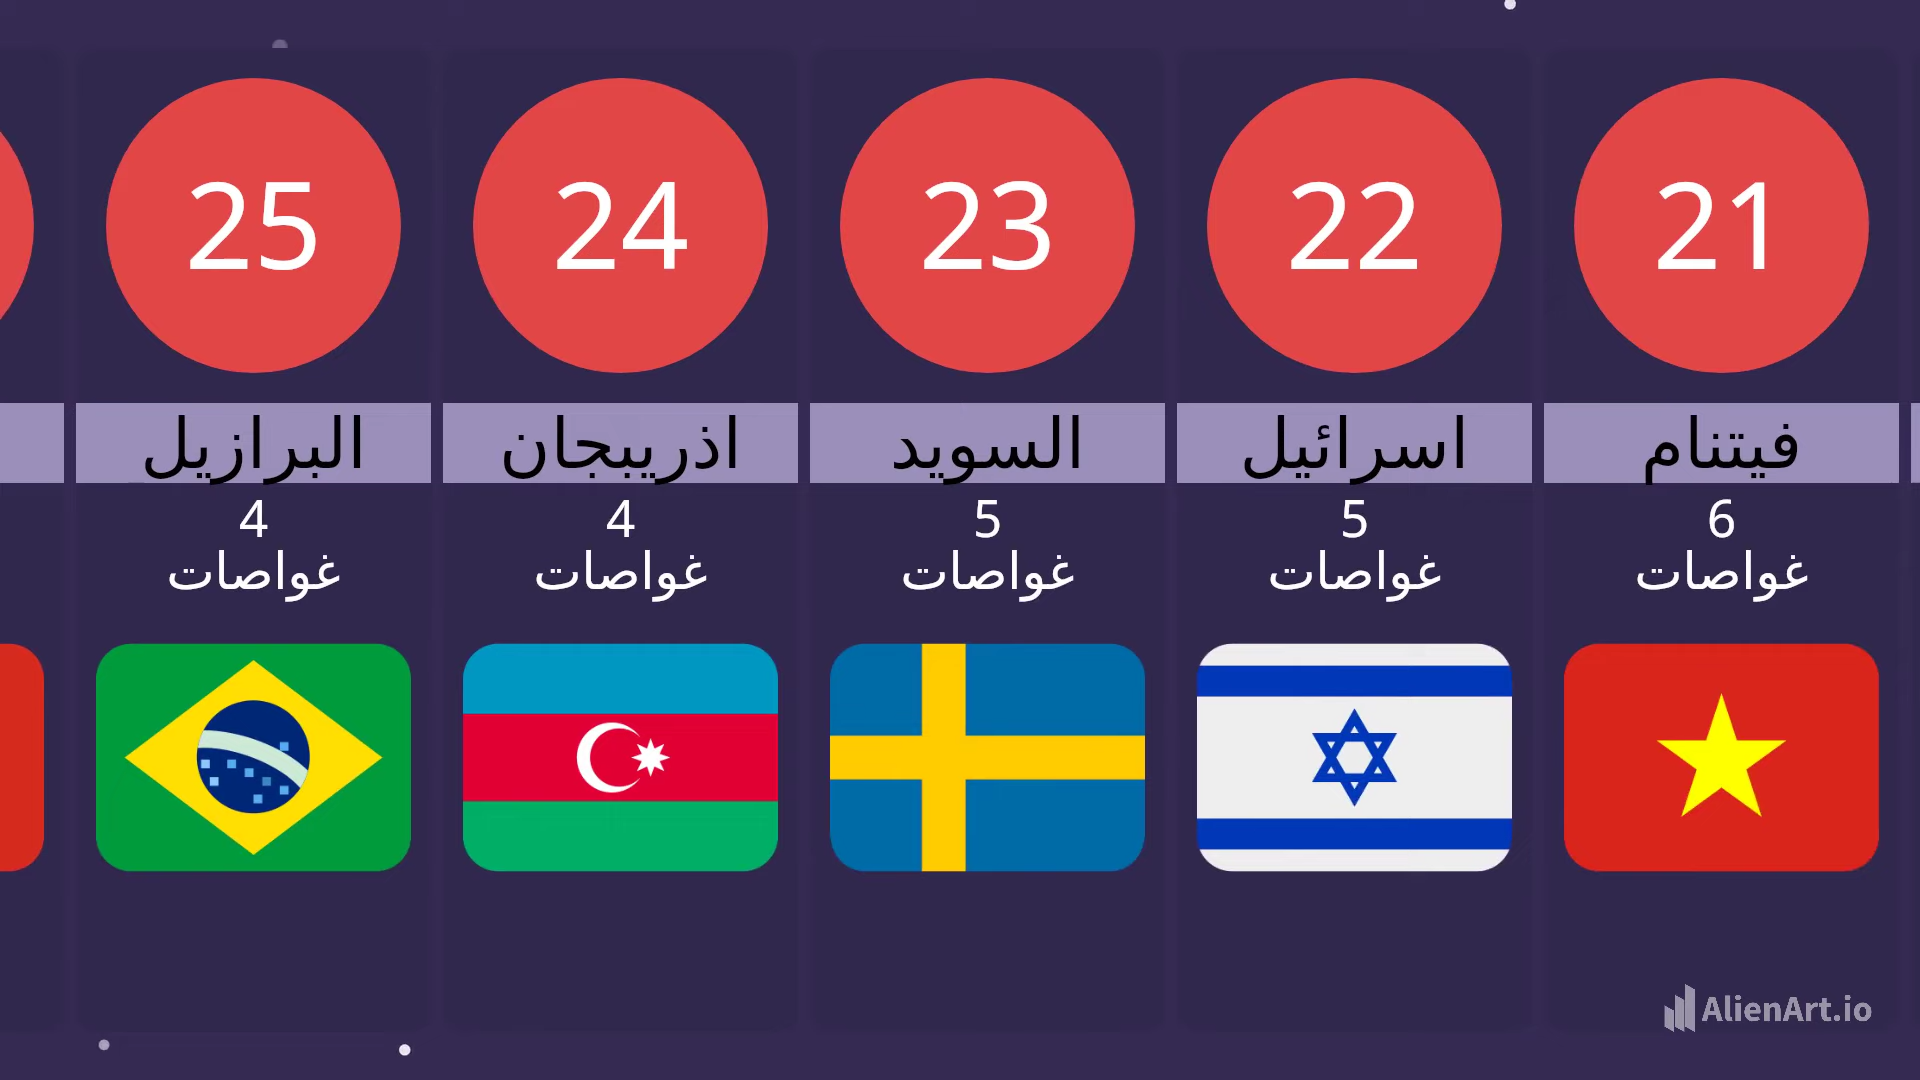 25
البرازيل
4
غواصات
24
اذريبجان
4
غواصات
23
السويد
5
غواصات
22
اسرائيل
5
غواصات
21
فيتنام
6
غواصات
AlienArt.io